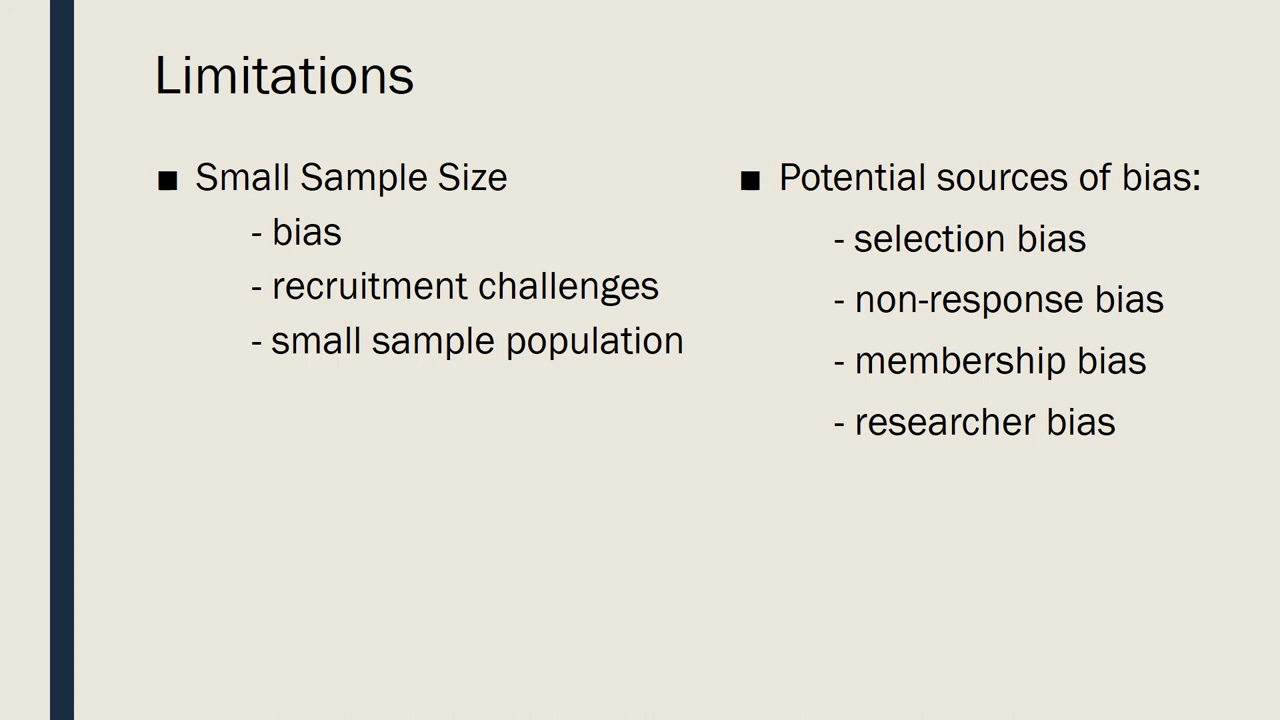 Limitations
■ Small Sample Size
- bias
- recruitment challenges
- small sample population
■ Potential sources of bias:
- selection bias
- non-response bias
- membership bias
- researcher bias